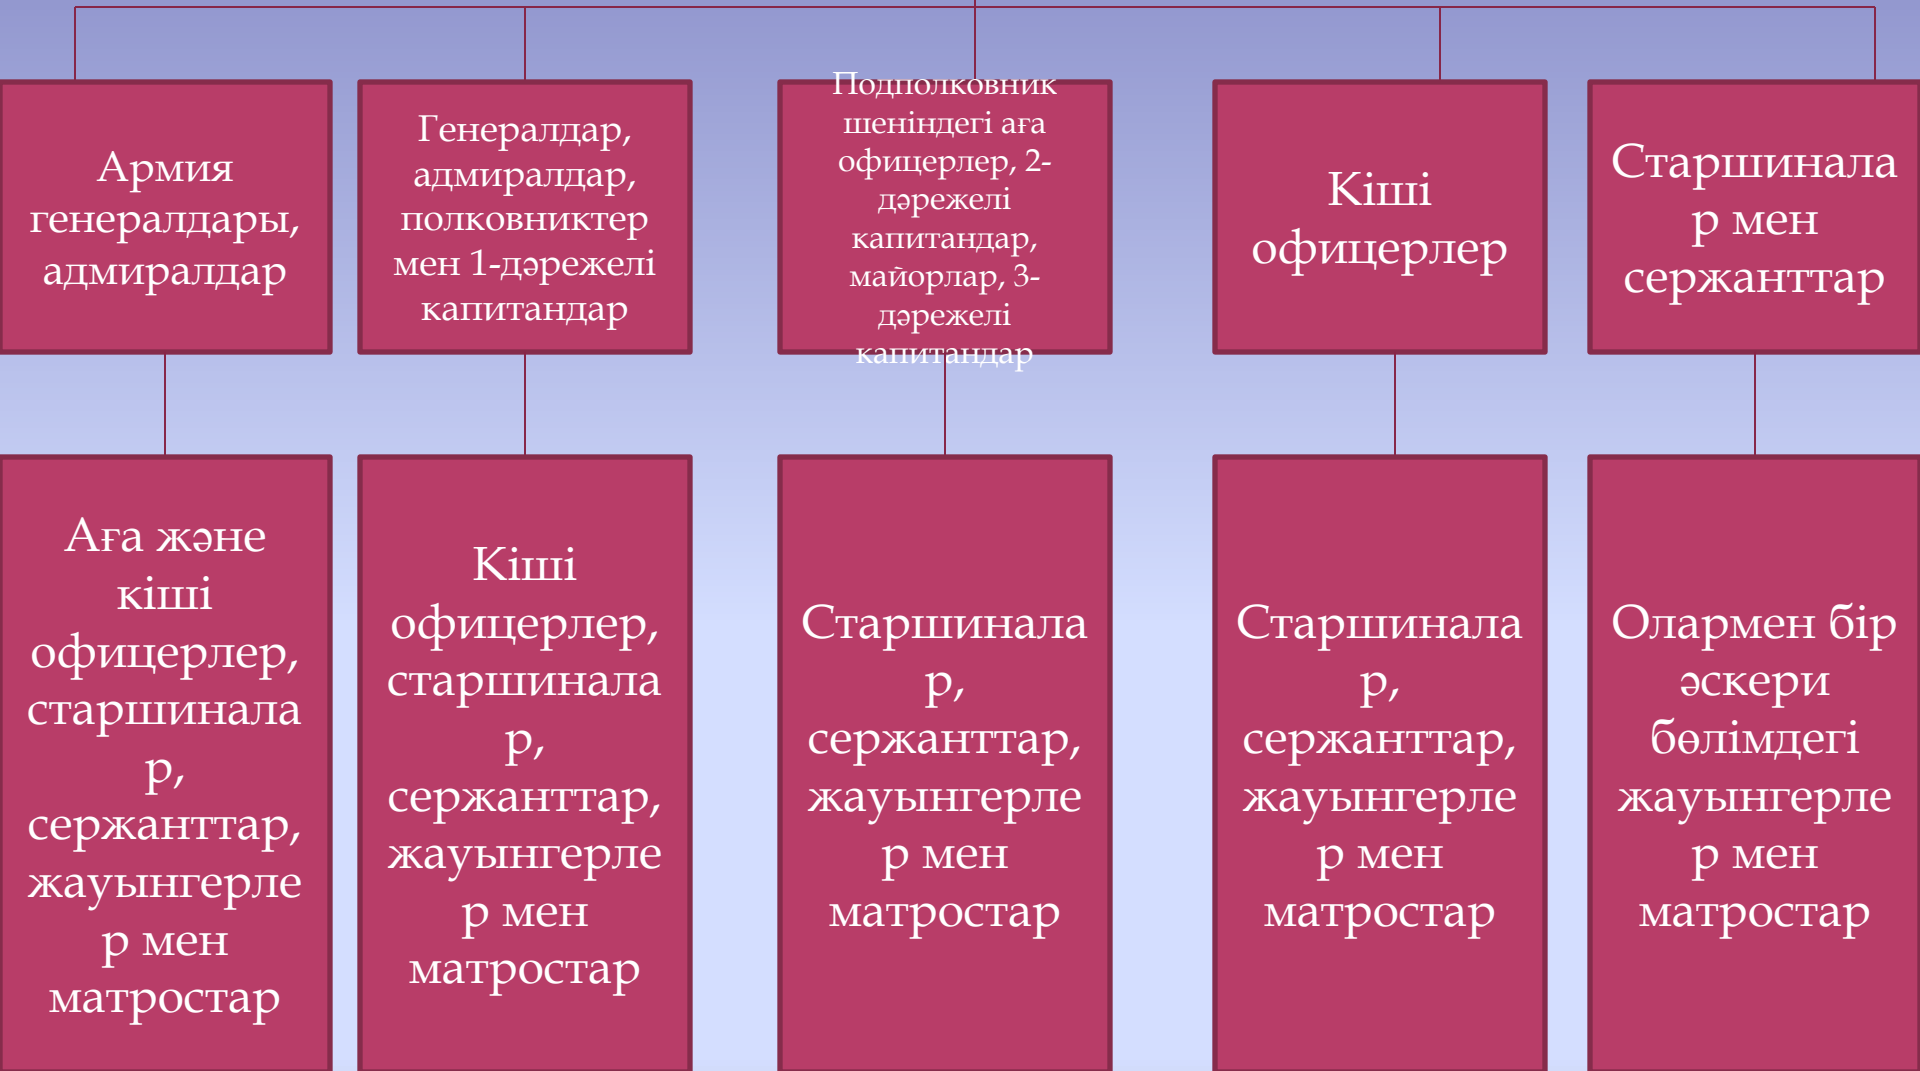 Армия
генералдары,
адмиралдар
Генералдар,
адмиралдар,
полковниктер
мен 1-дәрежелі
капитандар
Подполковник
шеніндегі аға
офицерлер, 2-
дәрежелі
капитандар,
майорлар, 3-
дәрежелі
капитандар
Кіші
офицерлер
Старшинала
р мен
сержанттар
Аға және
кіші
офицерлер,
старшинала
р,
сержанттар,
жауынгерле
р мен
матростар
Кіші
офицерлер,
старшинала
р,
сержанттар,
жауынгерле
р мен
матростар
Старшинала
р,
сержанттар,
жауынгерле
р мен
матростар
Старшинала
р,
сержанттар,
жауынгерле
р мен
матростар
Олармен бір
әскери
бөлімдегі
жауынгерле
р мен
матростар